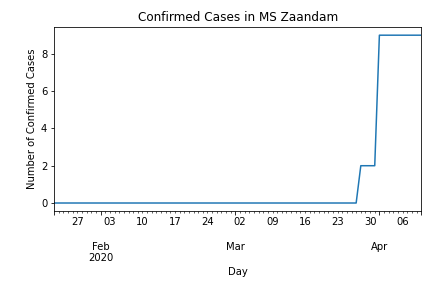 Confirmed Cases in MS Zaandam
Number of Confirmed Cases
8
6
4
2
0
27 03 10 17 24 02 09 16 23 30 06
Feb Mar Apr
2020
Day